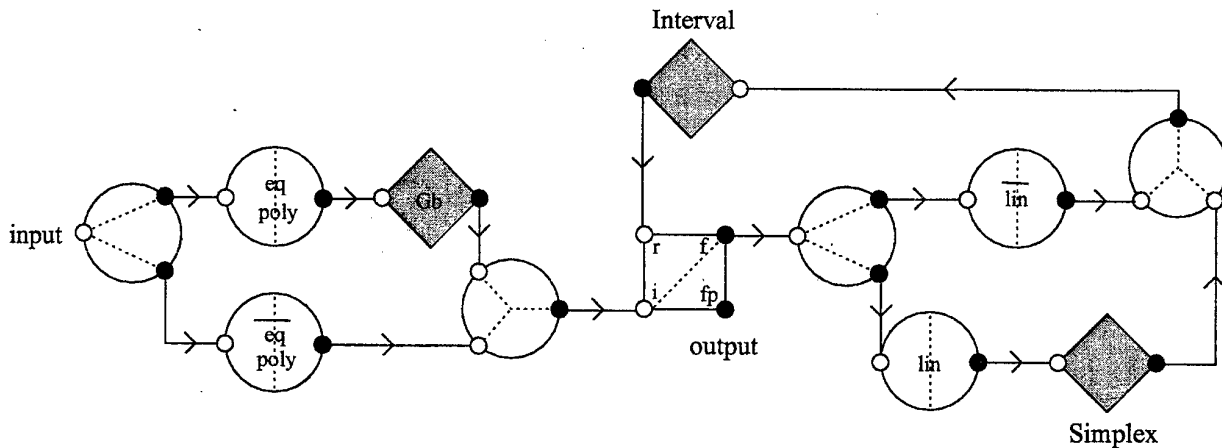 Interval
eq
poly
Gb
input
eq
poly
r
f
i
fp
output
lin
lin
Simplex